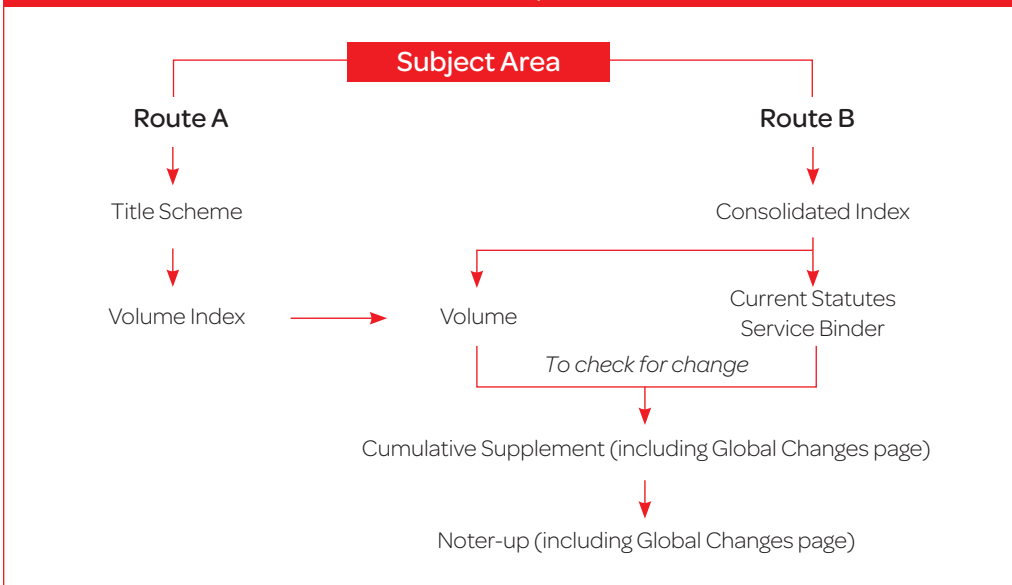 Subject Area
Route A
Route B
Title Scheme
Consolidated Index
Volume Index
Volume
Current Statutes
Service Binder
To check for change
Cumulative Supplement (including Global Changes page)
Noter-up (including Global Changes page)